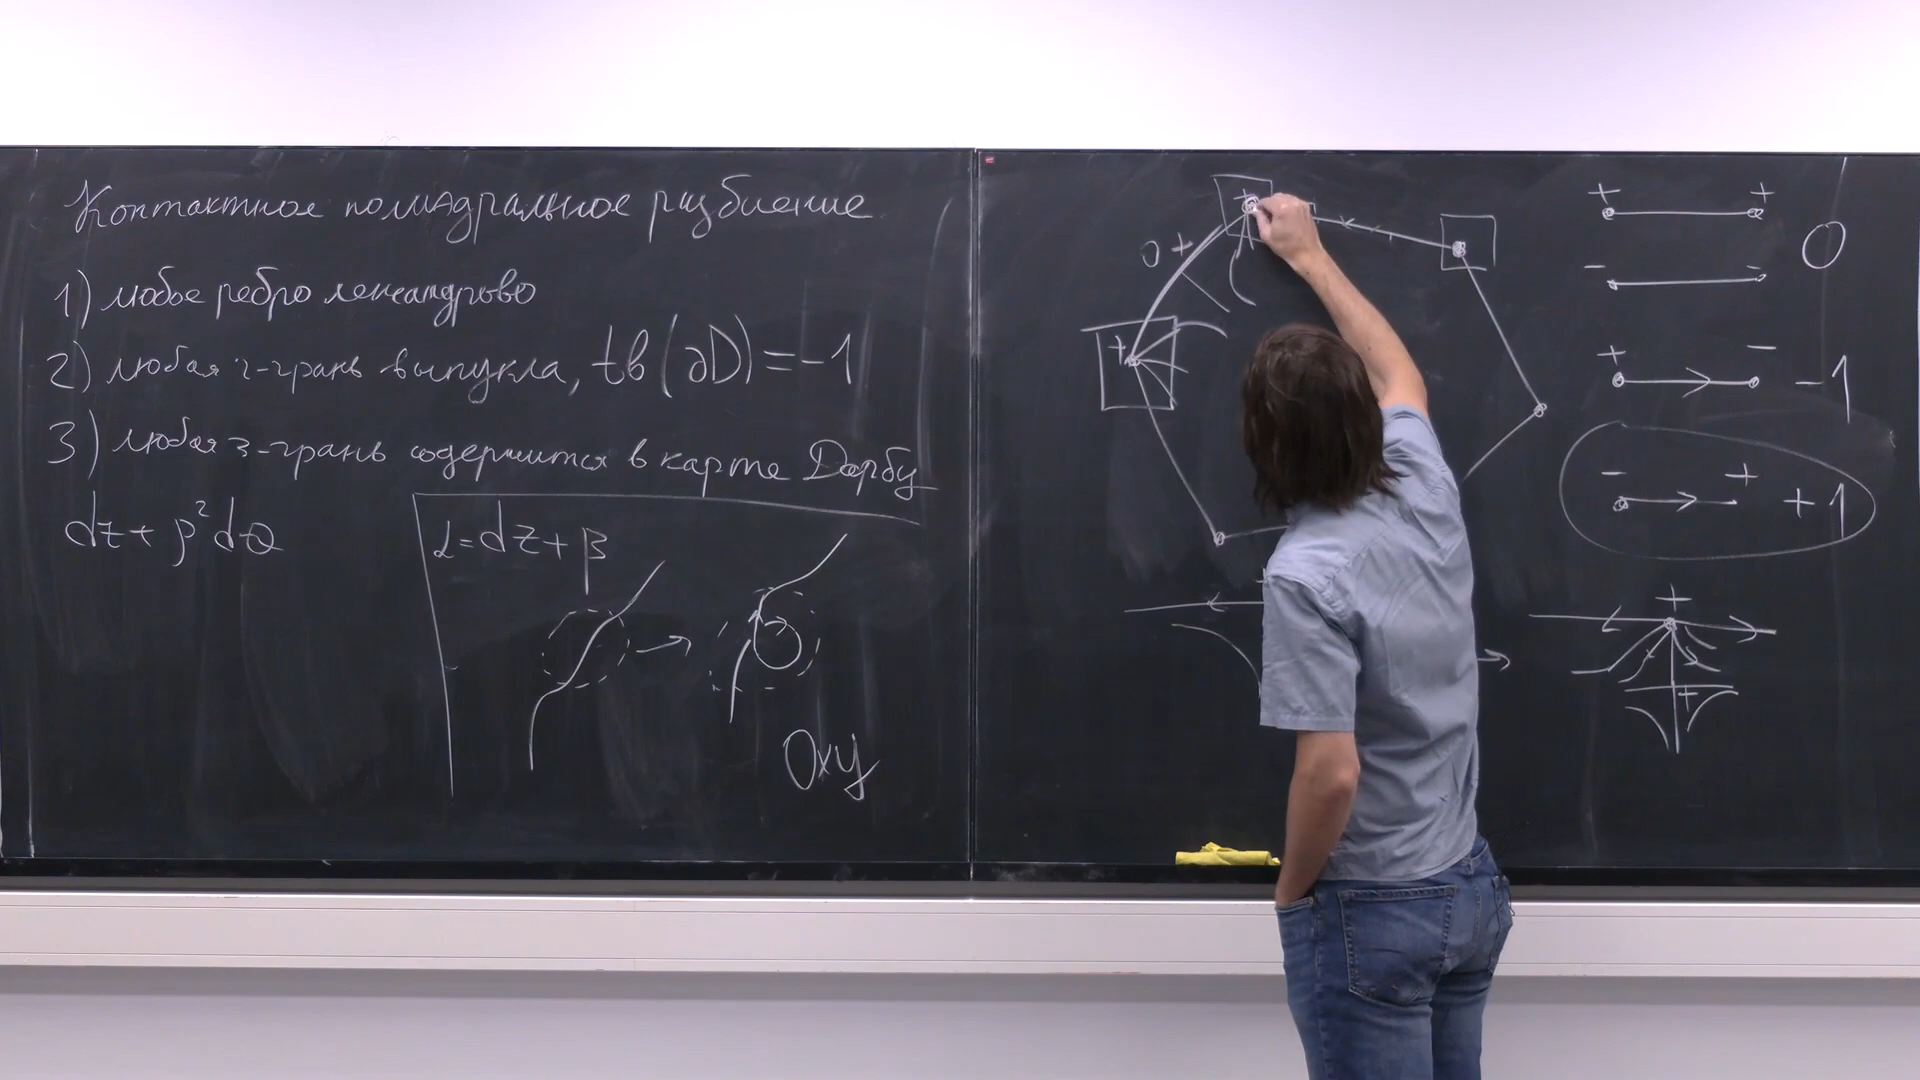 Контактное полиэдральное разбиение
1) любое ребро лежандрово
2) любая 2-грань выпукла, tb(∂D)=-1
3) любая 3-грань содержится в карте Дарбу
dz+ρ²dθ
α=dz+β
Oxy
+
0 +
+
+ +
0
- -
+ -
-1
- +
+1
+
+